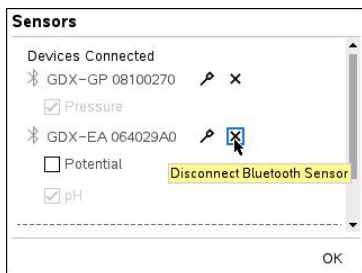 Sensors
Devices Connected
GDX-GP 08100270
Pressure
GDX-EA 064029A0
Potential
Disconnect Bluetooth Sensor
pH
OK